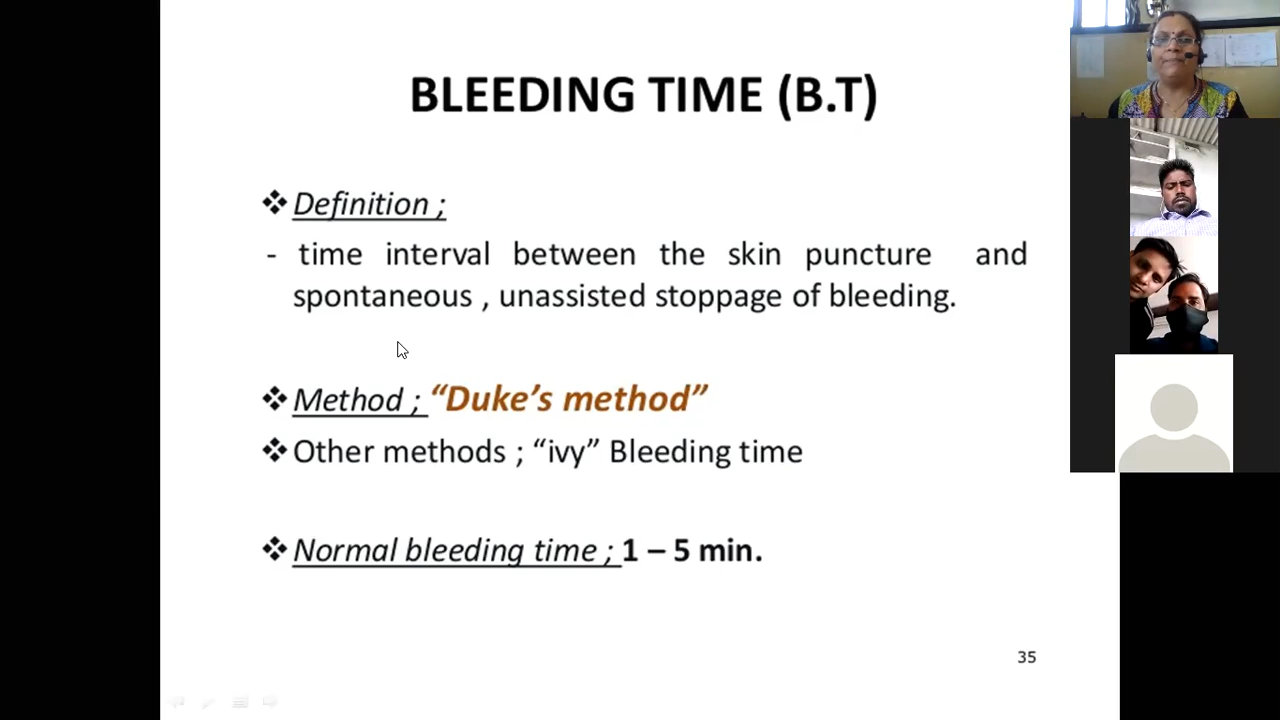 BLEEDING TIME (B.T)
❖ Definition ;
- time interval between the skin puncture and
spontaneous , unassisted stoppage of bleeding.
❖ Method ; “Duke’s method”
❖ Other methods ; “ivy” Bleeding time
❖ Normal bleeding time ; 1 – 5 min.
35